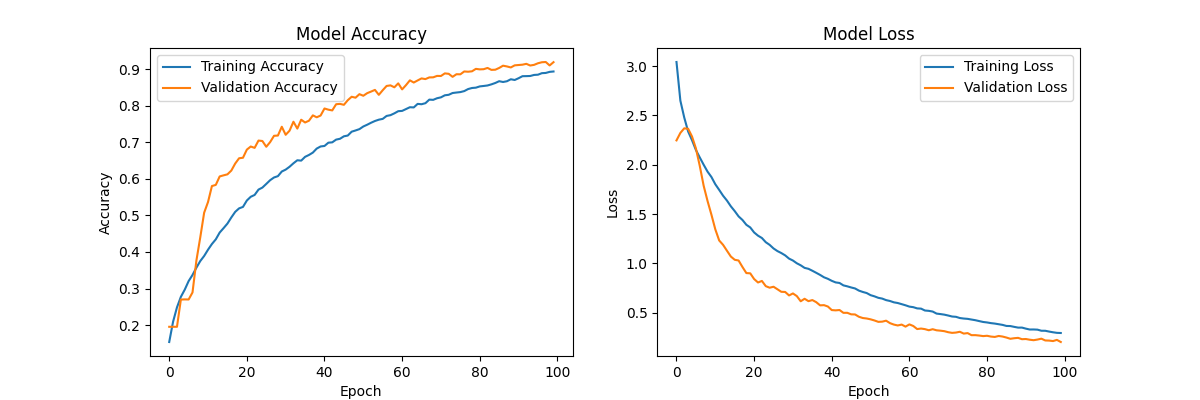 Model Accuracy
Training Accuracy
Validation Accuracy
0.9
0.8
0.7
0.6
0.5
0.4
0.3
0.2
Accuracy
0 20 40 60 80 100
Epoch
Model Loss
Training Loss
Validation Loss
3.0
2.5
2.0
1.5
1.0
0.5
Loss
0 20 40 60 80 100
Epoch